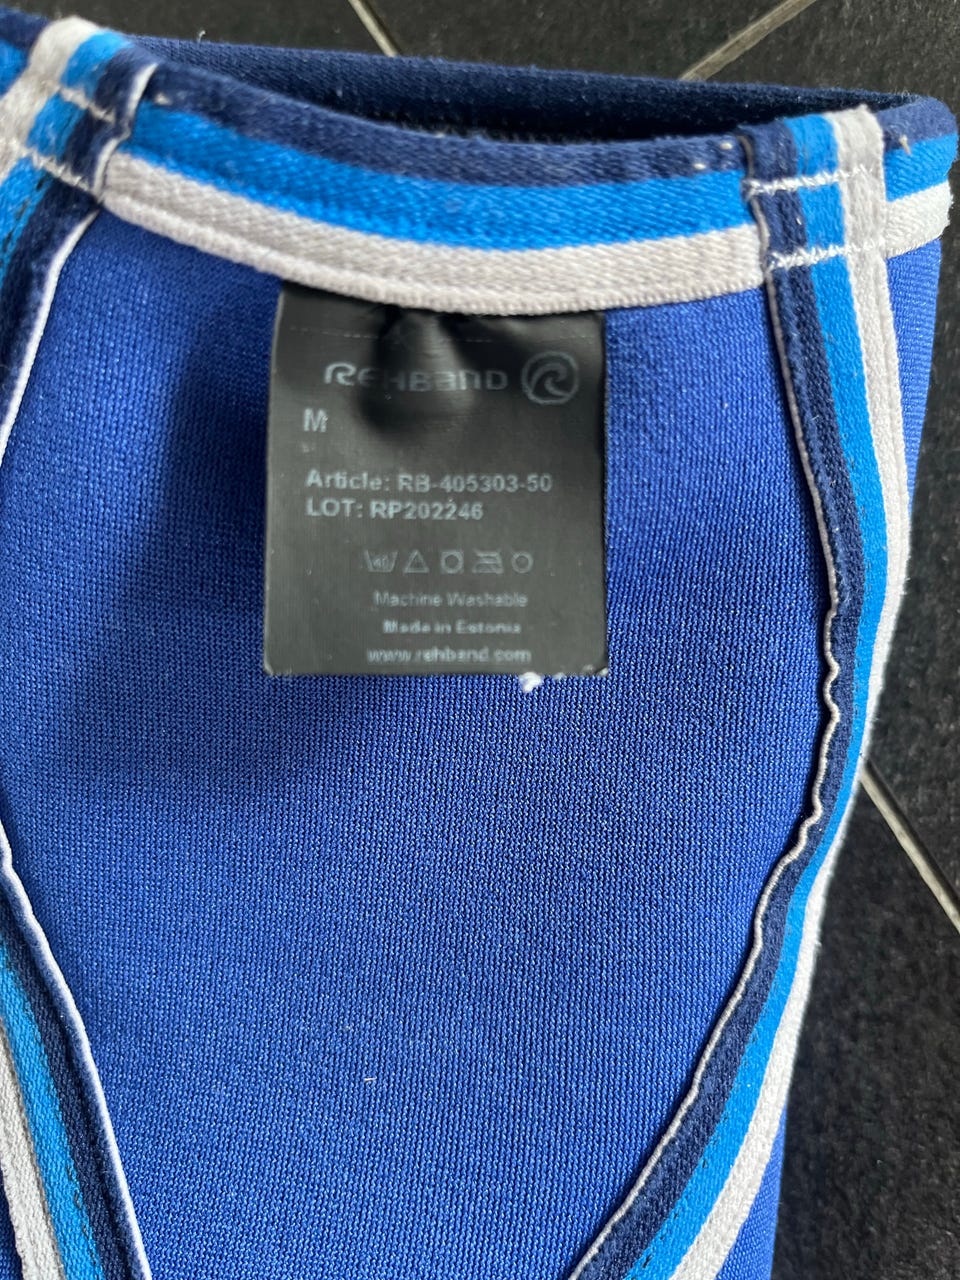 REHBAND
M
Article: RB-405303-50
LOT: RP202246
Machine Washable
Made in Estonia
www.rehband.com